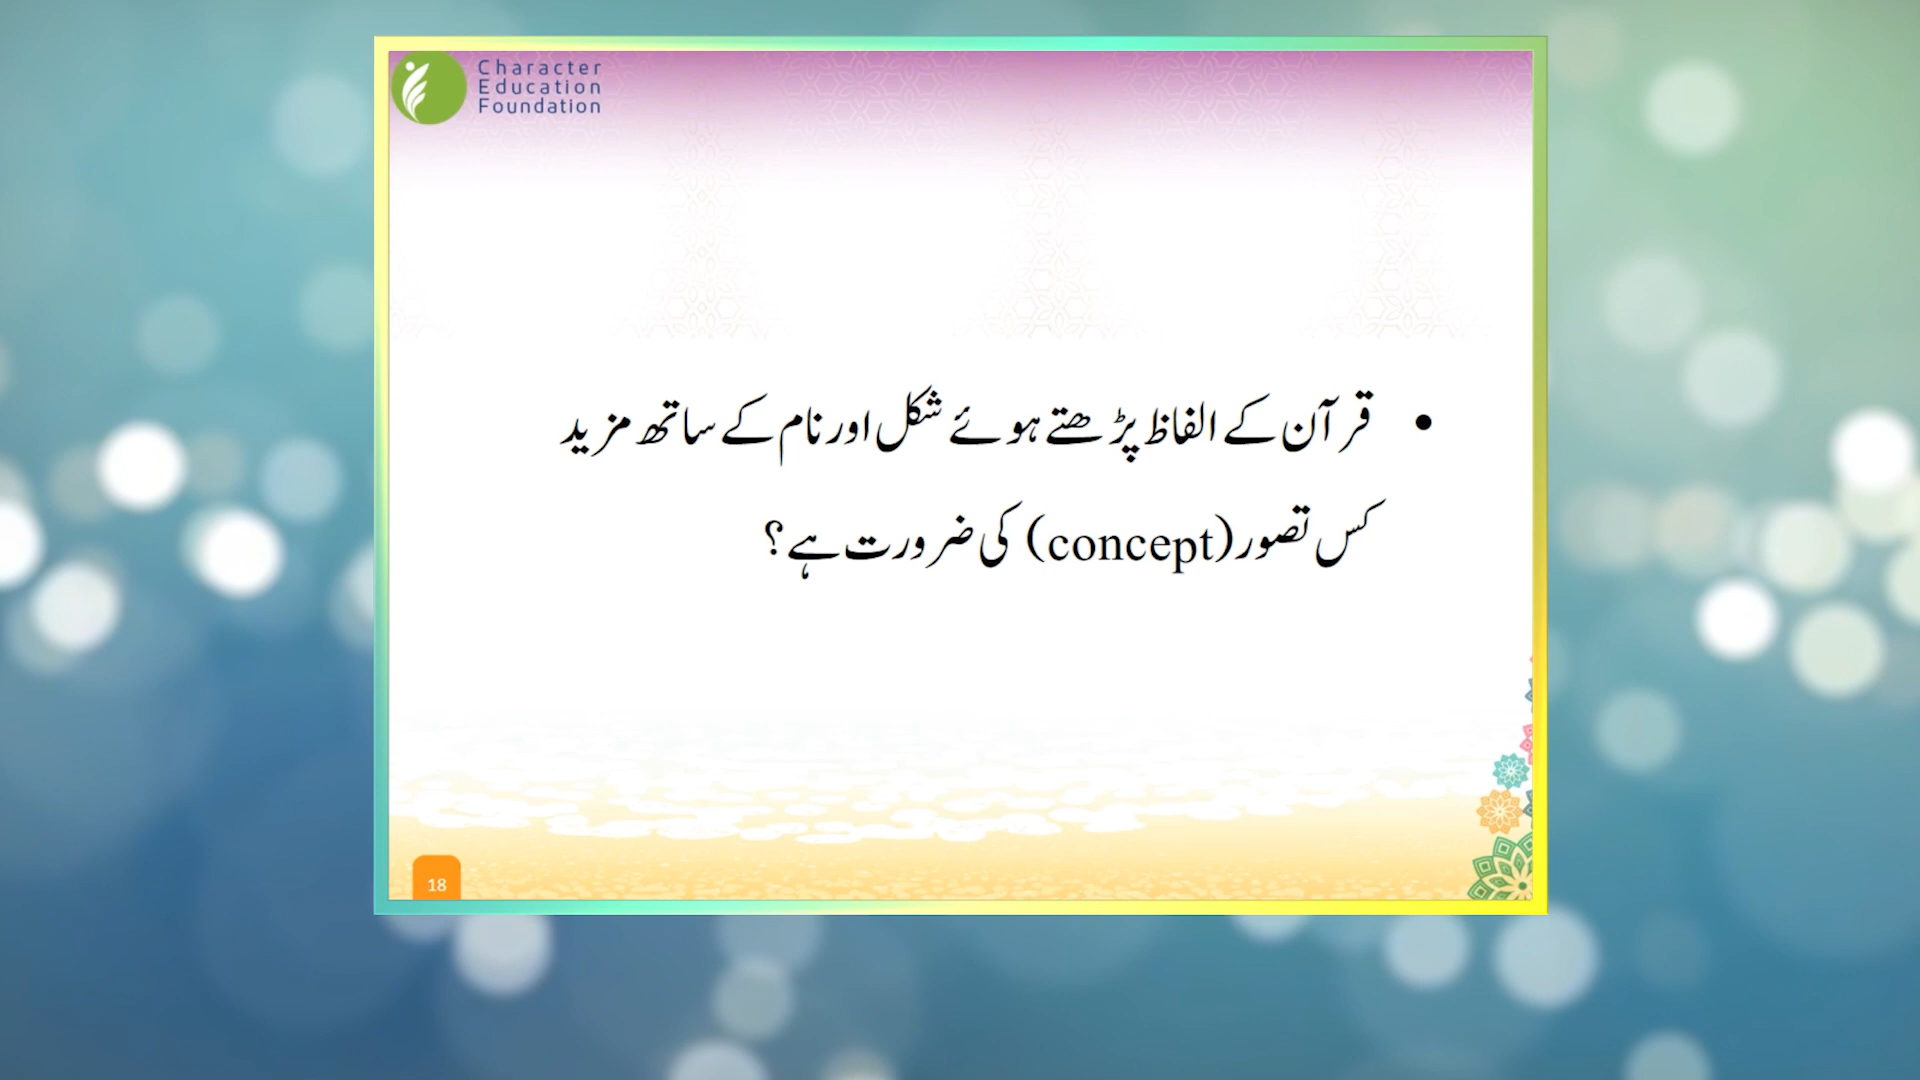 Character
Education
Foundation
• قرآن کے الفاظ پڑھتے ہوئے شکل اور نام کے ساتھ مزید
کس تصور (concept) کی ضرورت ہے؟
18